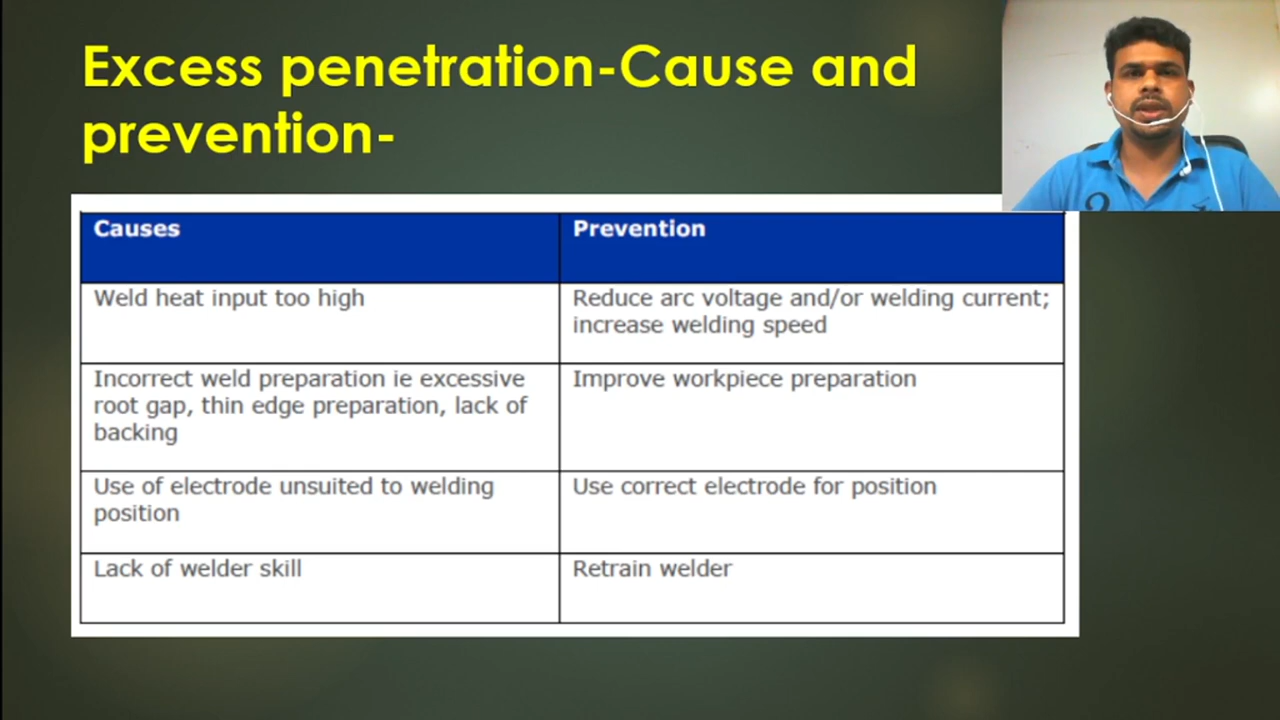 Excess penetration-Cause and
prevention-
Causes
Prevention
Weld heat input too high
Reduce arc voltage and/or welding current;
increase welding speed
Incorrect weld preparation ie excessive
root gap, thin edge preparation, lack of
backing
Improve workpiece preparation
Use of electrode unsuited to welding
position
Use correct electrode for position
Lack of welder skill
Retrain welder